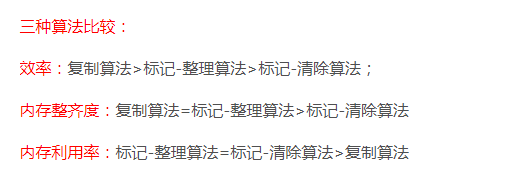 三种算法比较：
效率：复制算法>标记-整理算法>标记-清除算法；
内存整齐度：复制算法=标记-整理算法>标记-清除算法
内存利用率：标记-整理算法=标记-清除算法>复制算法